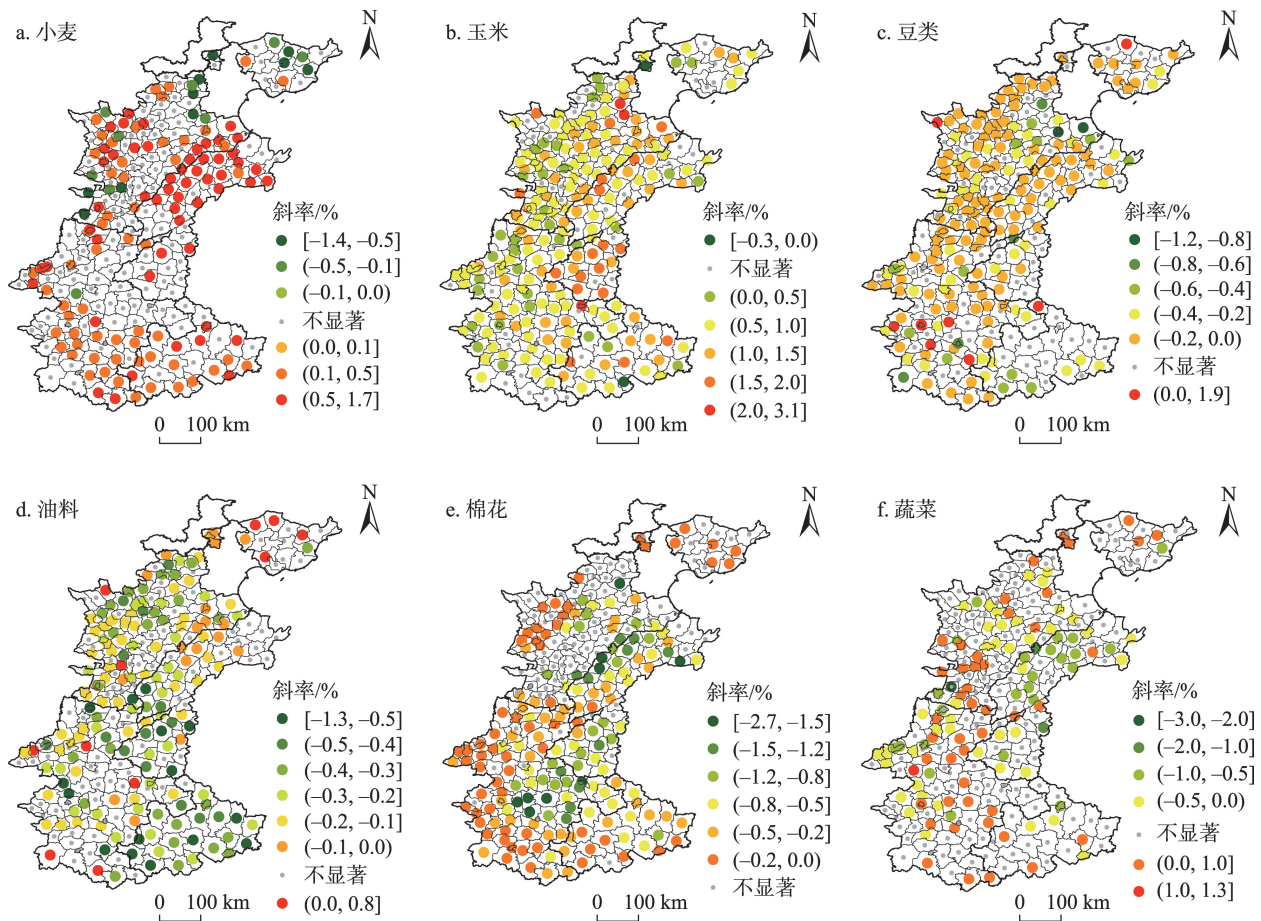 a. 小麦
N
斜率/%
[–1.4, –0.5]
(–0.5, –0.1]
(–0.1, 0.0)
不显著
(0.0, 0.1]
(0.1, 0.5]
(0.5, 1.7]
0 100 km
b. 玉米
N
斜率/%
[–0.3, 0.0)
不显著
(0.0, 0.5]
(0.5, 1.0]
(1.0, 1.5]
(1.5, 2.0]
(2.0, 3.1]
0 100 km
c. 豆类
N
斜率/%
[–1.2, –0.8]
(–0.8, –0.6]
(–0.6, –0.4]
(–0.4, –0.2]
(–0.2, 0.0)
不显著
(0.0, 1.9]
0 100 km
d. 油料
N
斜率/%
[–1.3, –0.5]
(–0.5, –0.4]
(–0.4, –0.3]
(–0.3, –0.2]
(–0.2, –0.1]
(–0.1, 0.0)
不显著
(0.0, 0.8]
0 100 km
e. 棉花
N
斜率/%
[–2.7, –1.5]
(–1.5, –1.2]
(–1.2, –0.8]
(–0.8, –0.5]
(–0.5, –0.2]
(–0.2, 0.0)
不显著
0 100 km
f. 蔬菜
N
斜率/%
[–3.0, –2.0]
(–2.0, –1.0]
(–1.0, –0.5]
(–0.5, 0.0)
不显著
(0.0, 1.0]
(1.0, 1.3]
0 100 km